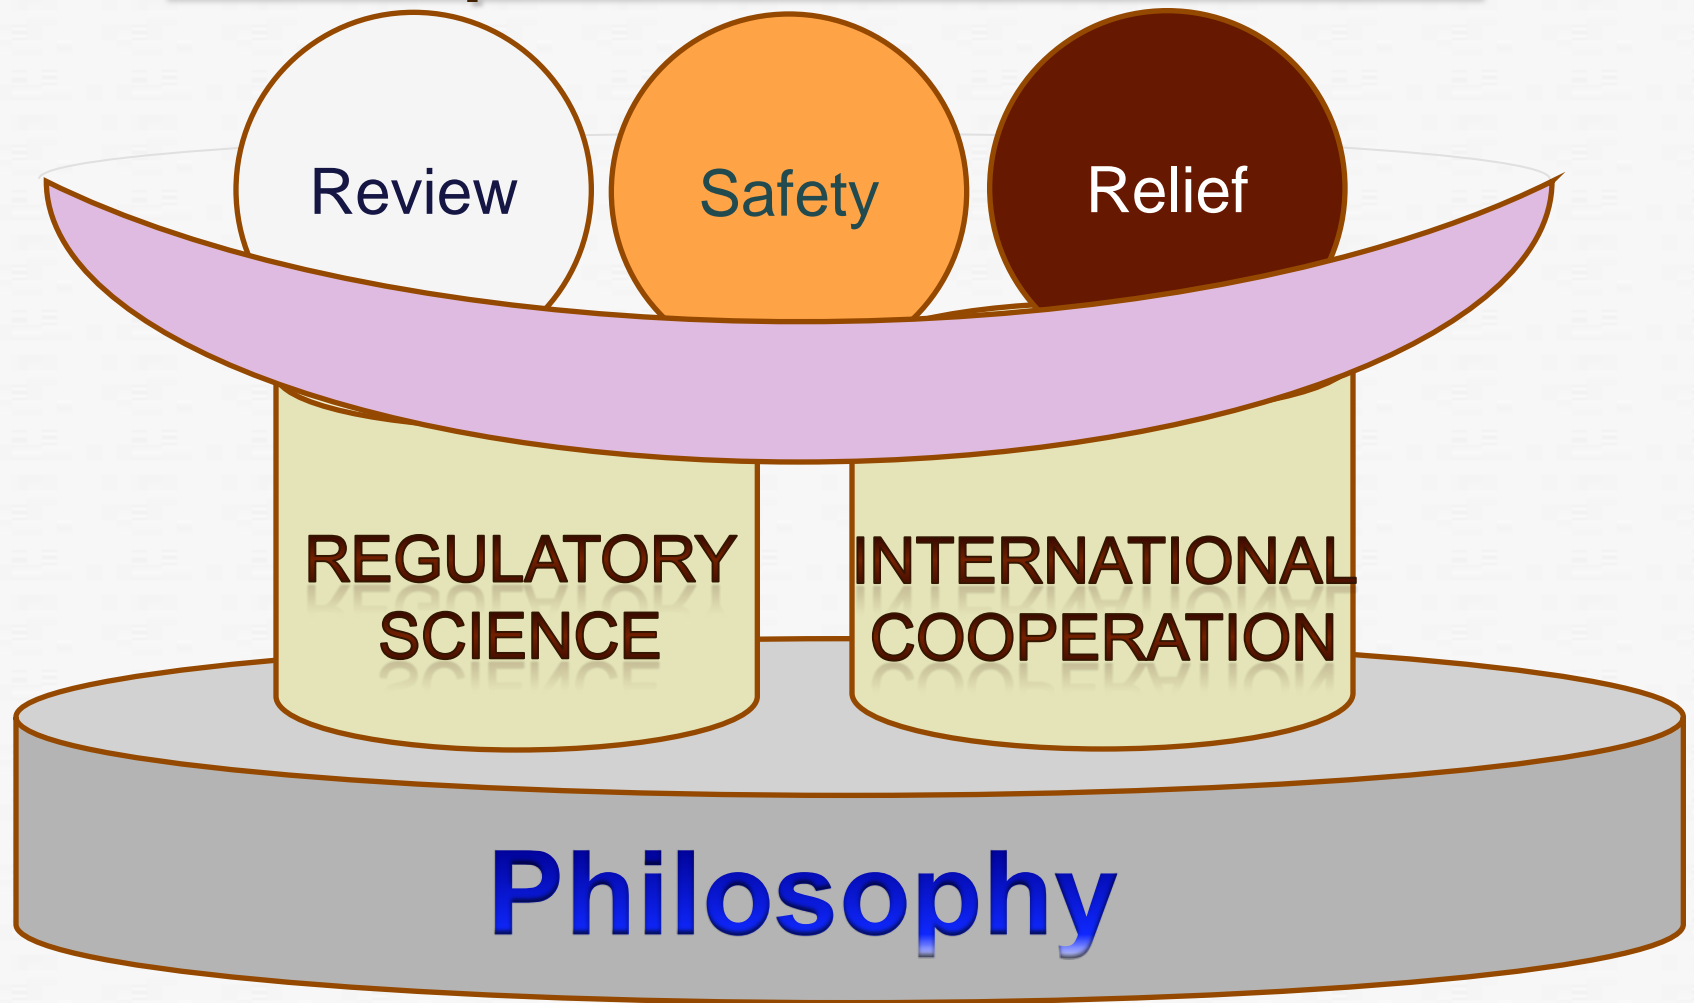 Review
Safety
Relief
REGULATORY
SCIENCE
INTERNATIONAL
COOPERATION
Philosophy